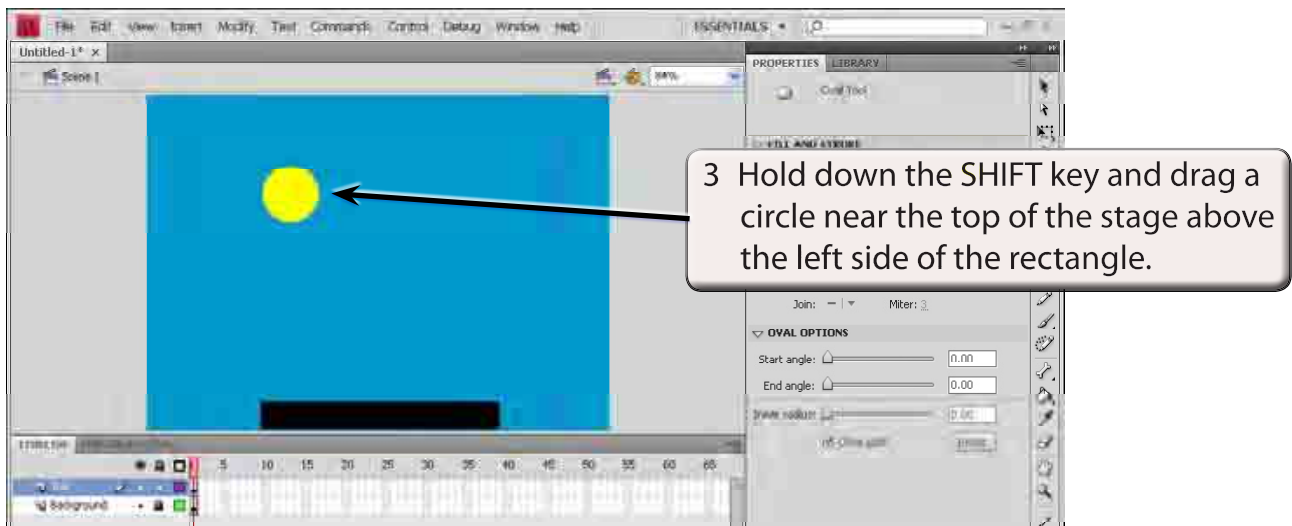 File Edit View Insert Modify Text Commands Control Debug Window Help ESSENTIALS
Untitled-1* ×
Scene 1 84%
PROPERTIES LIBRARY
Oval Tool
FILL AND STROKE
3 Hold down the SHIFT key and drag a
circle near the top of the stage above
the left side of the rectangle.
Join: Miter: 3
OVAL OPTIONS
Start angle: 0.00
End angle: 0.00
Inner radius: 0.00
Reset
TIMELINE
5 10 15 20 25 30 35 40 45 50 55 60 65
Background